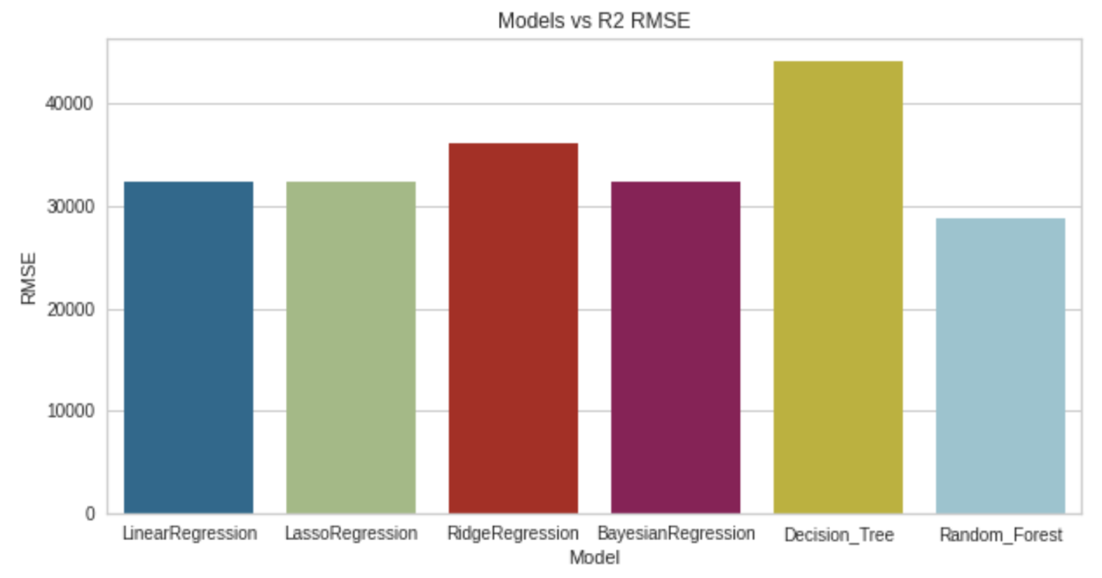 Models vs R2 RMSE
RMSE
40000
30000
20000
10000
0
LinearRegression LassoRegression RidgeRegression BayesianRegression Decision_Tree Random_Forest
Model